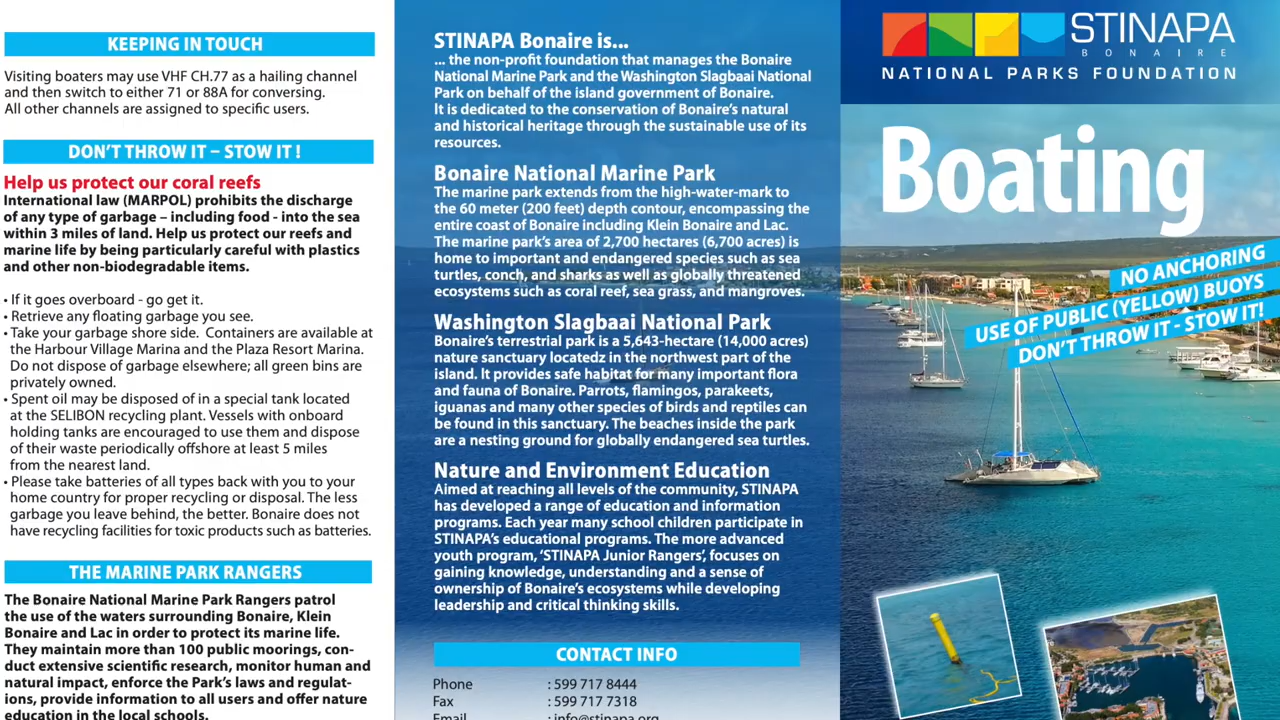 KEEPING IN TOUCH
Visiting boaters may use VHF CH.77 as a hailing channel
and then switch to either 71 or 88A for conversing.
All other channels are assigned to specific users.
DON'T THROW IT – STOW IT !
Help us protect our coral reefs
International law (MARPOL) prohibits the discharge
of any type of garbage – including food - into the sea
within 3 miles of land. Help us protect our reefs and
marine life by being particularly careful with plastics
and other non-biodegradable items.
• If it goes overboard - go get it.
• Retrieve any floating garbage you see.
• Take your garbage shore side. Containers are available at
the Harbour Village Marina and the Plaza Resort Marina.
Do not dispose of garbage elsewhere; all green bins are
privately owned.
• Spent oil may be disposed of in a special tank located
at the SELIBON recycling plant. Vessels with onboard
holding tanks are encouraged to use them and dispose
of their waste periodically offshore at least 5 miles
from the nearest land.
• Please take batteries of all types back with you to your
home country for proper recycling or disposal. The less
garbage you leave behind, the better. Bonaire does not
have recycling facilities for toxic products such as batteries.
THE MARINE PARK RANGERS
The Bonaire National Marine Park Rangers patrol
the use of the waters surrounding Bonaire, Klein
Bonaire and Lac in order to protect its marine life.
They maintain more than 100 public moorings, con-
duct extensive scientific research, monitor human and
natural impact, enforce the Park's laws and regulat-
ions, provide information to all users and offer nature
education in the local schools.
STINAPA Bonaire is...
... the non-profit foundation that manages the Bonaire
National Marine Park and the Washington Slagbaai National
Park on behalf of the island government of Bonaire.
It is dedicated to the conservation of Bonaire's natural
and historical heritage through the sustainable use of its
resources.
Bonaire National Marine Park
The marine park extends from the high-water-mark to
the 60 meter (200 feet) depth contour, encompassing the
entire coast of Bonaire including Klein Bonaire and Lac.
The marine park's area of 2,700 hectares (6,700 acres) is
home to important and endangered species such as sea
turtles, conch, and sharks as well as globally threatened
ecosystems such as coral reef, sea grass, and mangroves.
Washington Slagbaai National Park
Bonaire's terrestrial park is a 5,643-hectare (14,000 acres)
nature sanctuary locatedz in the northwest part of the
island. It provides safe habitat for many important flora
and fauna of Bonaire. Parrots, flamingos, parakeets,
iguanas and many other species of birds and reptiles can
be found in this sanctuary. The beaches inside the park
are a nesting ground for globally endangered sea turtles.
Nature and Environment Education
Aimed at reaching all levels of the community, STINAPA
has developed a range of education and information
programs. Each year many school children participate in
STINAPA's educational programs. The more advanced
youth program, 'STINAPA Junior Rangers', focuses on
gaining knowledge, understanding and a sense of
ownership of Bonaire's ecosystems while developing
leadership and critical thinking skills.
CONTACT INFO
Phone : 599 717 8444
Fax : 599 717 7318
Email : info@stinapa.org
STINAPA
BONAIRE
NATIONAL PARKS FOUNDATION
Boating
NO ANCHORING
USE OF PUBLIC (YELLOW) BUOYS
DON'T THROW IT - STOW IT!